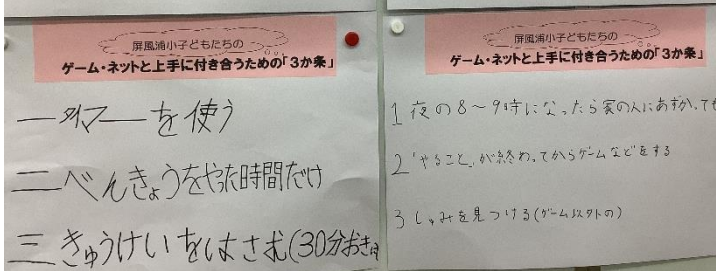 屏風浦小子どもたちの
ゲーム・ネットと上手に付き合うための「3か条」
一 タイマーを使う
二 べんきょうをやった時間だけ
三 きゅうけいをはさむ(30分おきは
屏風浦小子どもたちの
ゲーム・ネットと上手に付き合うための「3か条」
1 夜の8～9時になったら家の人にあずかっても
2 「やること」が終わってからゲームなどをする
3 しゅみを見つける(ゲーム以外の)